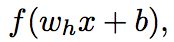 f(w_h x + b),